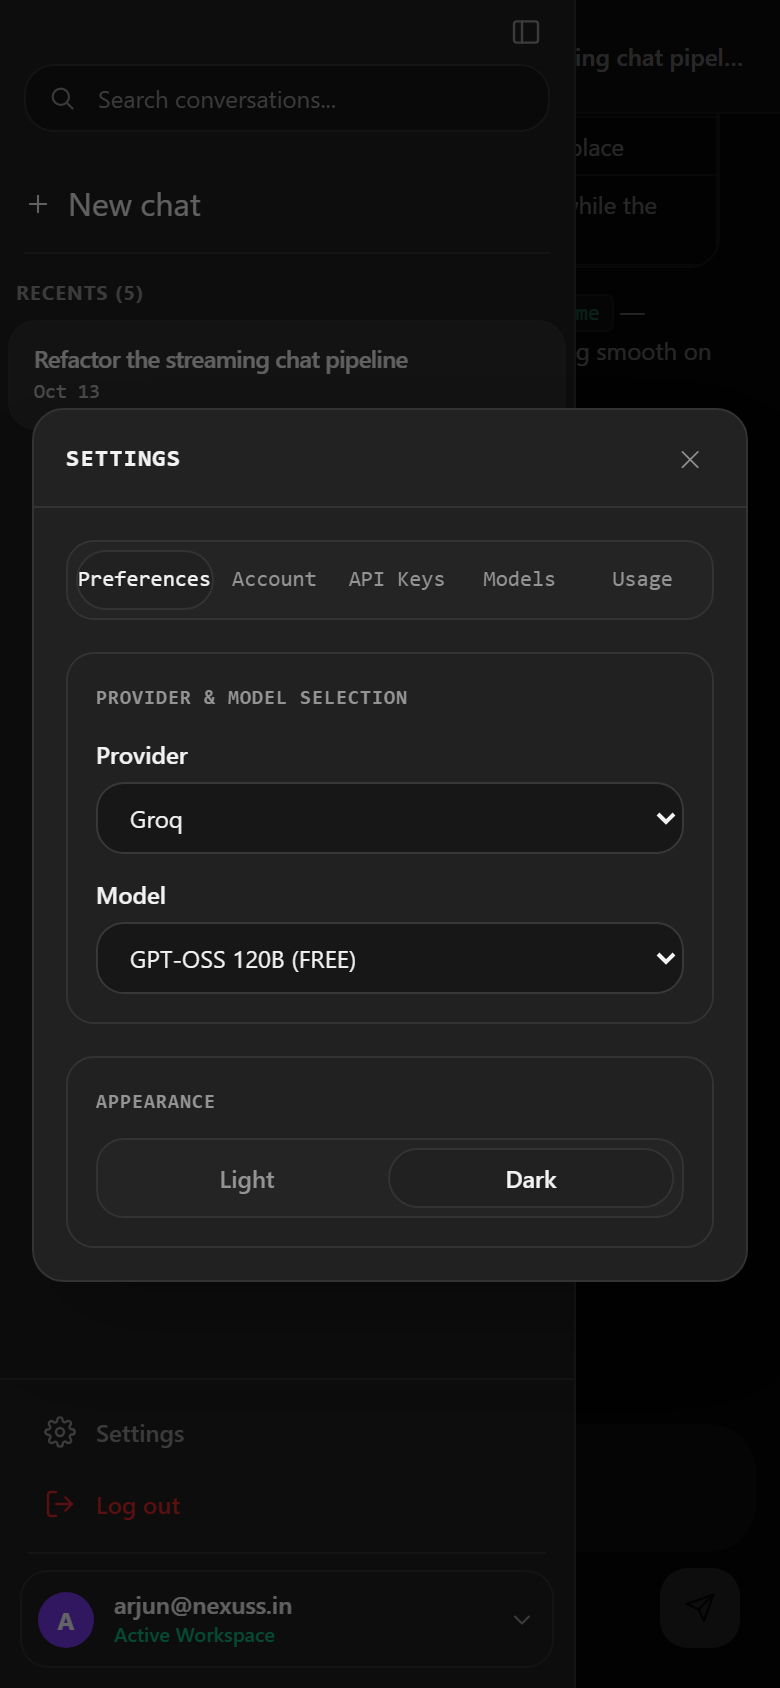 ing chat pipel...
Search conversations...
New chat
place
while the
RECENTS (5)
me —
Refactor the streaming chat pipeline
g smooth on
Oct 13
SETTINGS
Preferences Account API Keys Models Usage
PROVIDER & MODEL SELECTION
Provider
Groq
Model
GPT-OSS 120B (FREE)
APPEARANCE
Light Dark
Settings
Log out
A
arjun@nexuss.in
Active Workspace